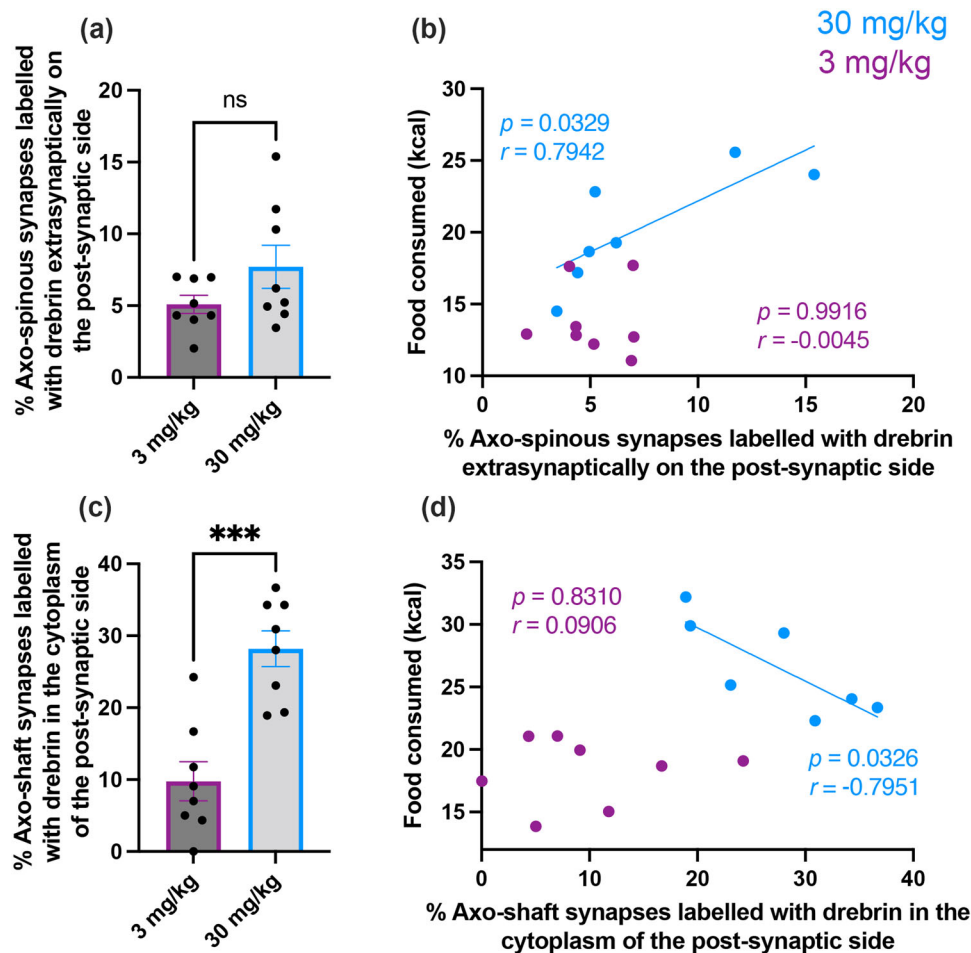 (a)
% Axo-spinous synapses labelled
with drebrin extrasynaptically on
the post-synaptic side
20
15
10
5
0
ns
3 mg/kg
30 mg/kg
(b)
30 mg/kg
3 mg/kg
Food consumed (kcal)
30
25
20
15
10
p = 0.0329
r = 0.7942
p = 0.9916
r = -0.0045
0
5
10
15
20
% Axo-spinous synapses labelled with drebrin
extrasynaptically on the post-synaptic side
(c)
% Axo-shaft synapses labelled
with drebrin in the cytoplasm
of the post-synaptic side
40
30
20
10
0
***
3 mg/kg
30 mg/kg
(d)
Food consumed (kcal)
35
30
25
20
15
p = 0.8310
r = 0.0906
p = 0.0326
r = -0.7951
0
10
20
30
40
% Axo-shaft synapses labelled with drebrin in the
cytoplasm of the post-synaptic side